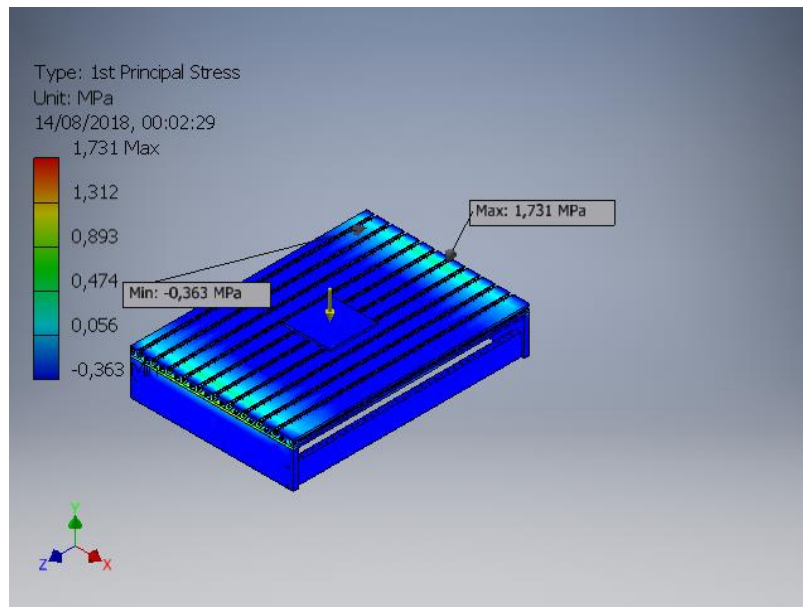 Type: 1st Principal Stress
Unit: MPa
14/08/2018, 00:02:29
1,731 Max
1,312
0,893
0,474
0,056
-0,363
Max: 1,731 MPa
Min: -0,363 MPa
Y
Z
X